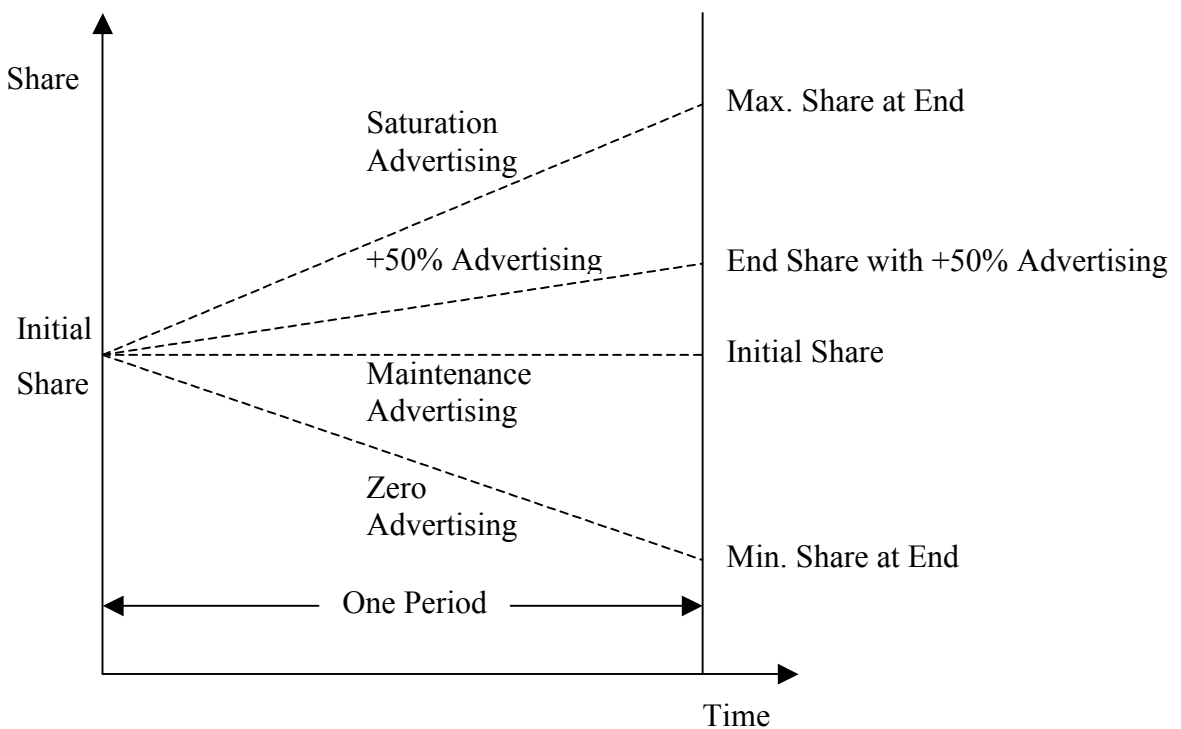 Share
Saturation
Advertising
Max. Share at End
+50% Advertising
End Share with +50% Advertising
Initial
Share
Initial Share
Maintenance
Advertising
Zero
Advertising
Min. Share at End
One Period
Time